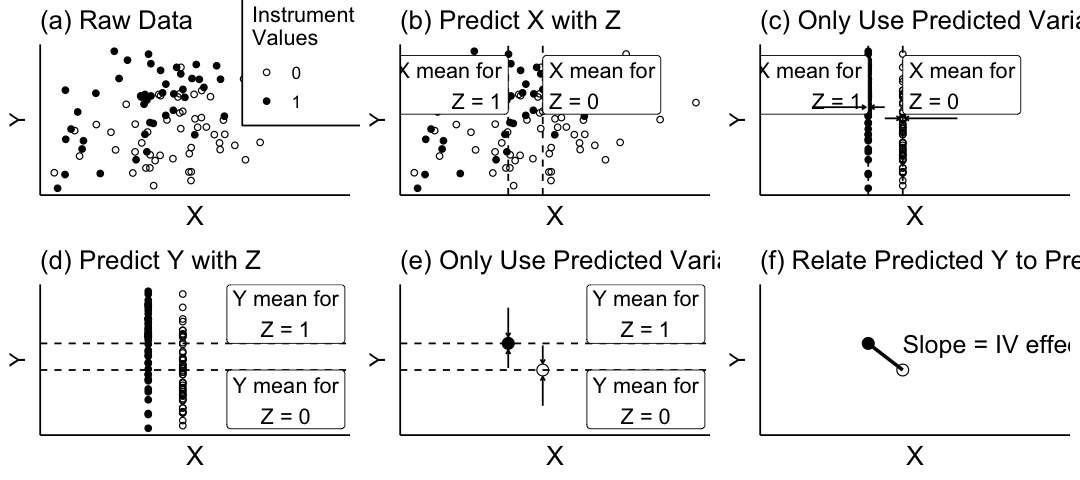 (a) Raw Data
Instrument
Values
0
1
Y
X
(b) Predict X with Z
X mean for
Z = 1
X mean for
Z = 0
Y
X
(c) Only Use Predicted Varia
X mean for
Z = 1
X mean for
Z = 0
Y
X
(d) Predict Y with Z
Y mean for
Z = 1
Y mean for
Z = 0
Y
X
(e) Only Use Predicted Varia
Y mean for
Z = 1
Y mean for
Z = 0
Y
X
(f) Relate Predicted Y to Pre
Slope = IV effe
Y
X